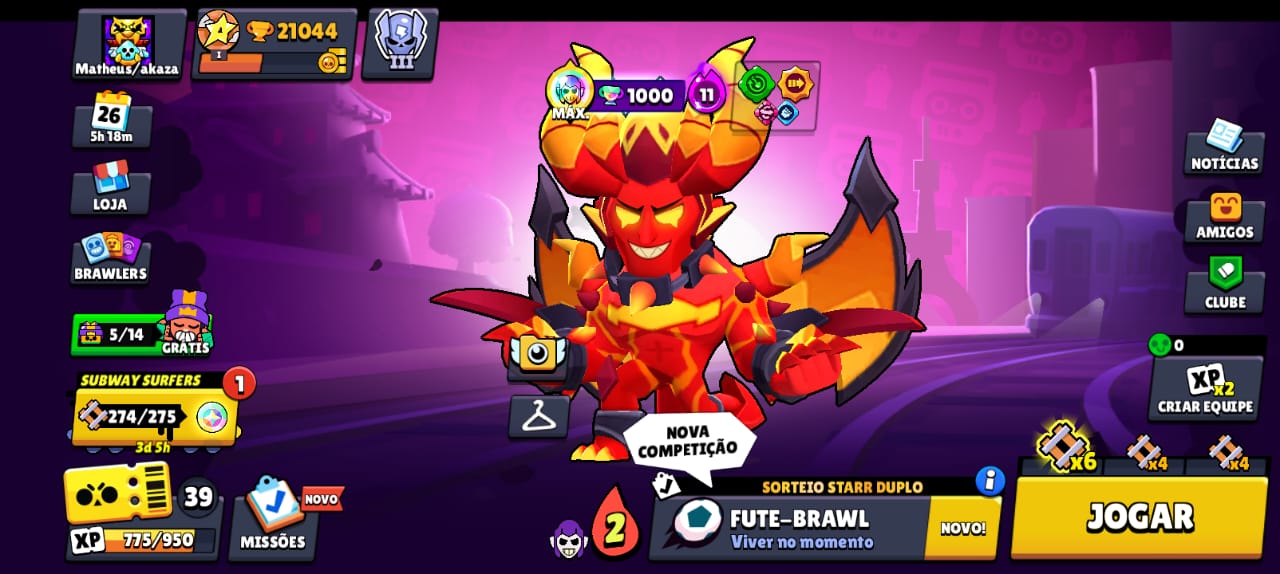 Matheus/akaza
4
I
21044
III
26
5h 18m
LOJA
BRAWLERS
5/14
GRÁTIS
SUBWAY SURFERS
1
274/275
3d 5h
39
XP
775/950
NOVO
MISSÕES
MÁX.
1000
11
NOVA
COMPETIÇÃO
2
SORTEIO STARR DUPLO
i
FUTE-BRAWL
Viver no momento
NOVO!
NOTÍCIAS
AMIGOS
CLUBE
0
XP x2
CRIAR EQUIPE
x6
x4
x4
JOGAR